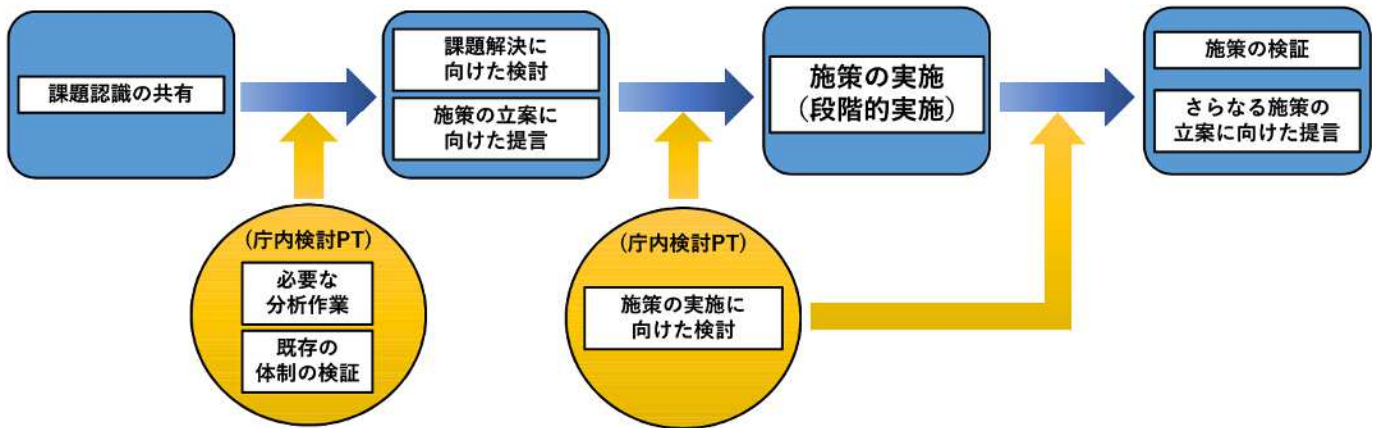 課題認識の共有
課題解決に
向けた検討
施策の立案に
向けた提言
施策の実施
（段階的実施）
施策の検証
さらなる施策の
立案に向けた提言
（庁内検討PT）
必要な
分析作業
既存の
体制の検証
（庁内検討PT）
施策の実施に
向けた検討